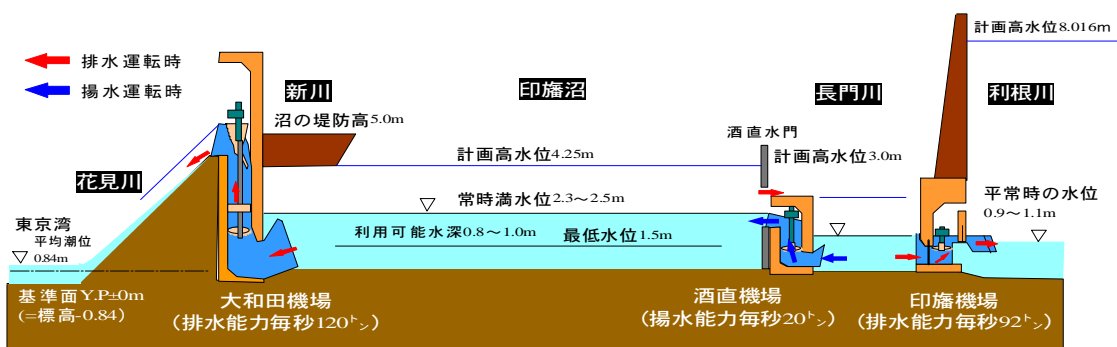 排水運転時
揚水運転時
新川
印旛沼
長門川
利根川
計画高水位8.016m
沼の堤防高5.0m
酒直水門
計画高水位4.25m
計画高水位3.0m
花見川
常時満水位2.3~2.5m
平常時の水位
0.9~1.1m
東京湾
平均潮位
0.84m
利用可能水深0.8~1.0m
最低水位1.5m
基準面Y.P±0m
(=標高-0.84)
大和田機場
(排水能力毎秒120トン)
酒直機場
(揚水能力毎秒20トン)
印旛機場
(排水能力毎秒92トン)